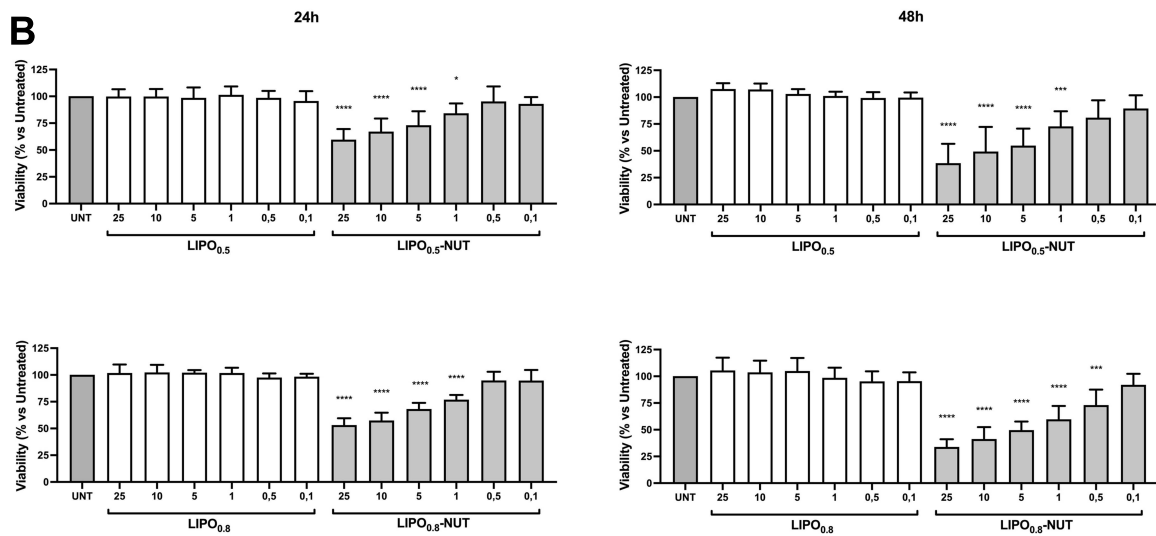 B
24h
48h
Viability (% vs Untreated)
125
100
75
50
25
0
**** **** **** *
UNT 25 10 5 1 0,5 0,1 25 10 5 1 0,5 0,1
LIPO0.5 LIPO0.5-NUT
Viability (% vs Untreated)
125
100
75
50
25
0
**** **** **** ***
UNT 25 10 5 1 0,5 0,1 25 10 5 1 0,5 0,1
LIPO0.5 LIPO0.5-NUT
Viability (% vs Untreated)
125
100
75
50
25
0
**** **** **** ****
UNT 25 10 5 1 0,5 0,1 25 10 5 1 0,5 0,1
LIPO0.8 LIPO0.8-NUT
Viability (% vs Untreated)
125
100
75
50
25
0
**** **** **** **** ***
UNT 25 10 5 1 0,5 0,1 25 10 5 1 0,5 0,1
LIPO0.8 LIPO0.8-NUT